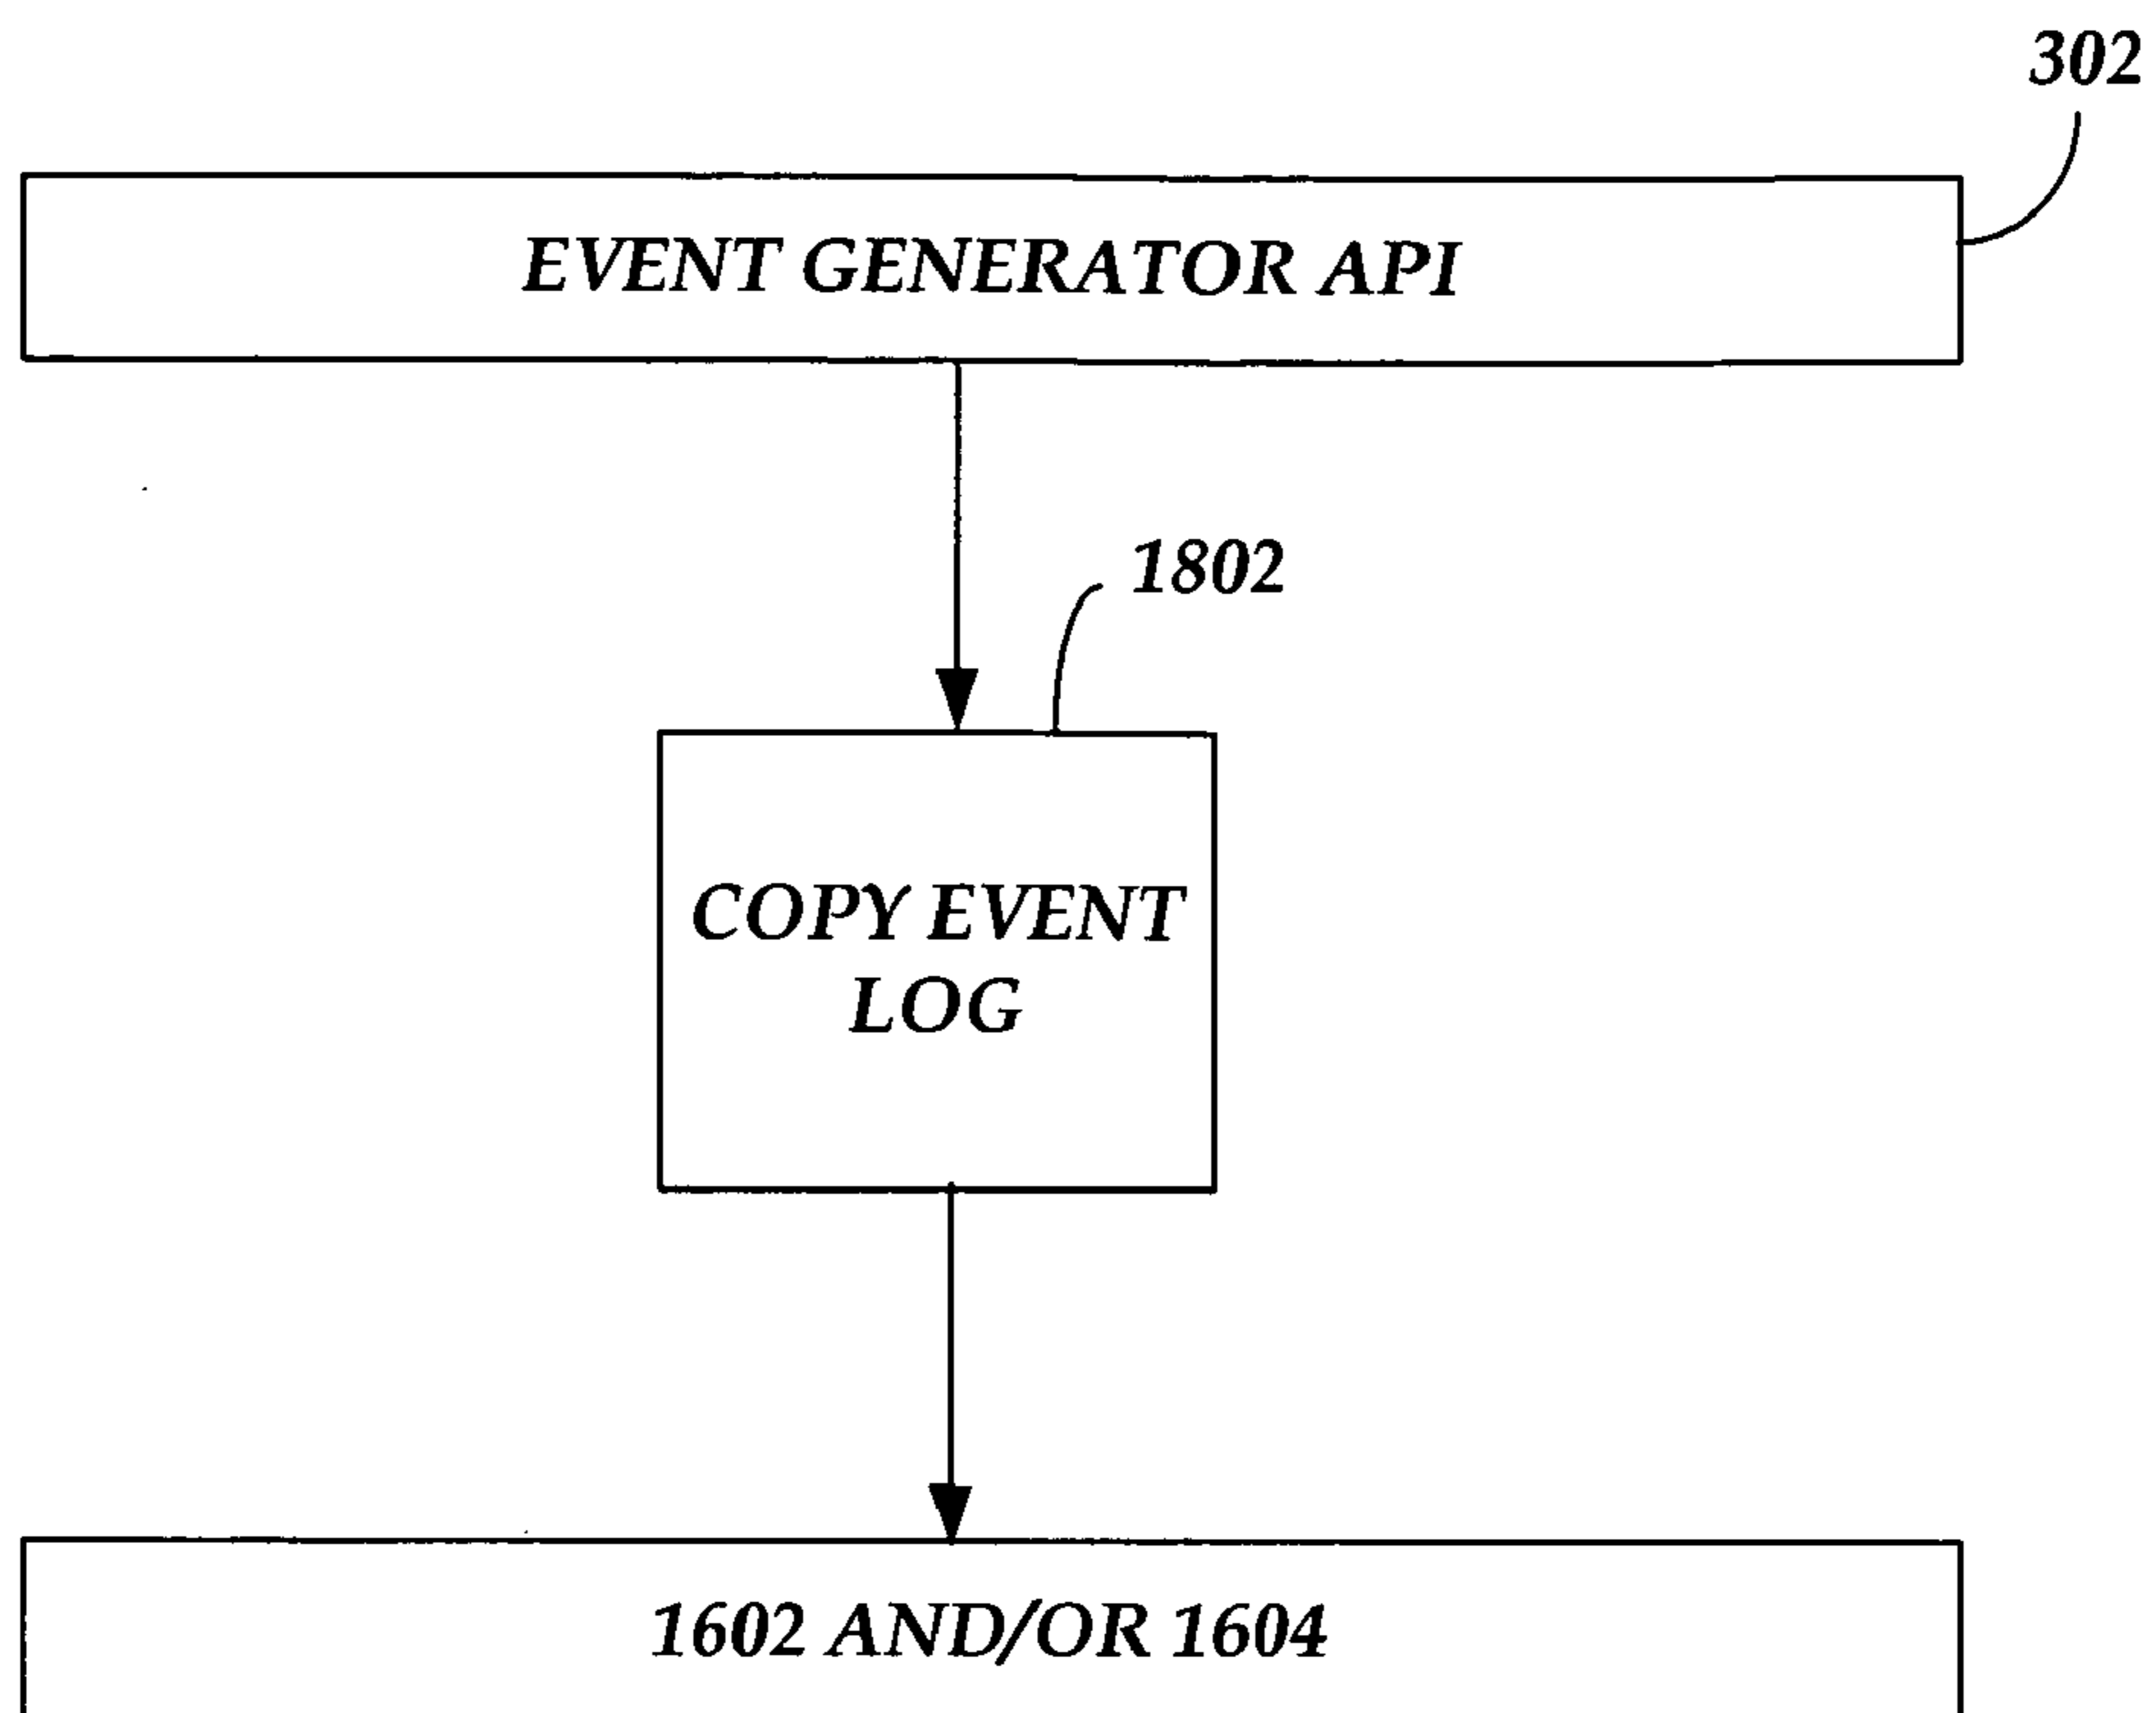 302
EVENT GENERATOR API
1802
COPY EVENT
LOG
1602 AND/OR 1604